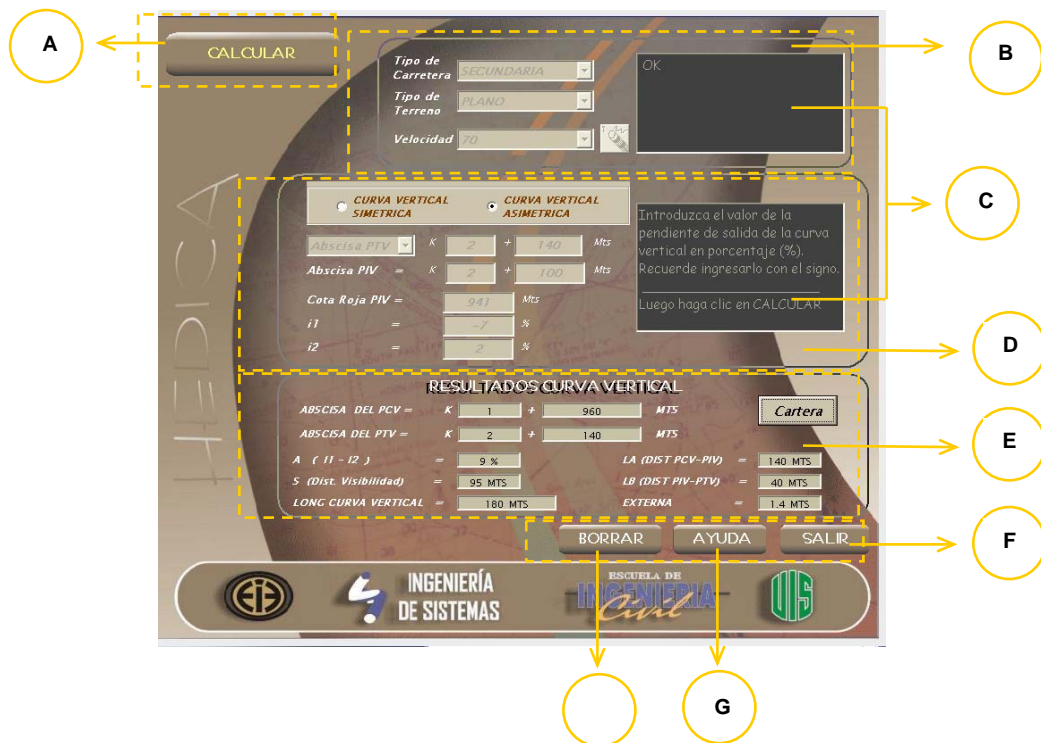 A
CALCULAR
B
Tipo de Carretera SECUNDARIA
Tipo de Terreno PLANO
Velocidad 70
OK
C
CURVA VERTICAL SIMETRICA
CURVA VERTICAL ASIMETRICA
Abscisa PTV K 2 + 140 Mts
Abscisa PIV = K 2 + 100 Mts
Cota Roja PIV = 941 Mts
i1 = -7 %
i2 = 2 %
Introduzca el valor de la
pendiente de salida de la curva
vertical en porcentaje (%).
Recuerde ingresarlo con el signo.
Luego haga clic en CALCULAR
D
RESULTADOS CURVA VERTICAL
ABSCISA DEL PCV = K 1 + 960 MTS
Cartera
ABSCISA DEL PTV = K 2 + 140 MTS
E
A ( I1 - I2 ) = 9 %
LA (DIST PCV-PIV) = 140 MTS
S (Dist. Visibilidad) = 95 MTS
LB (DIST PIV-PTV) = 40 MTS
LONG CURVA VERTICAL = 180 MTS
EXTERNA = 1.4 MTS
BORRAR AYUDA SALIR
F
INGENIERÍA
DE SISTEMAS
ESCUELA DE
INGENIERIA
Civil
UIS
G